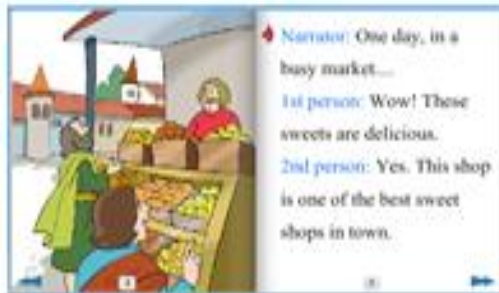 Narrator: One day, in a
busy market....
1st person: Wow! These
sweets are delicious.
2nd person: Yes. This shop
is one of the best sweet
shops in town.